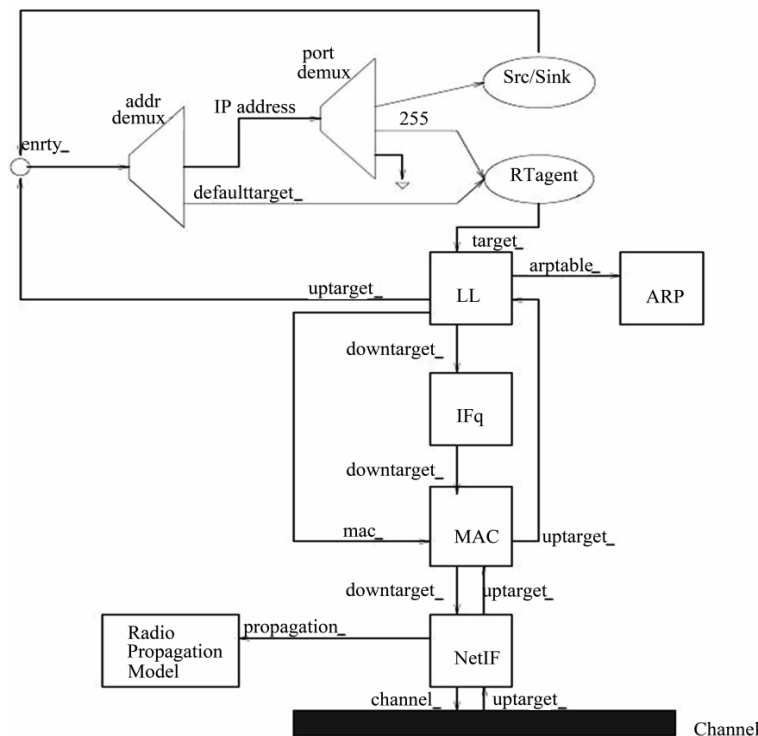 port
demux
Src/Sink
addr
demux
IP address
255
enrty_
RTagent
defaulttarget_
target_
arptable_
uptarget_
LL
ARP
downtarget_
IFq
downtarget_
mac_
MAC
uptarget_
downtarget_
uptarget_
Radio
Propagation
Model
propagation_
NetIF
channel_
uptarget_
Channel